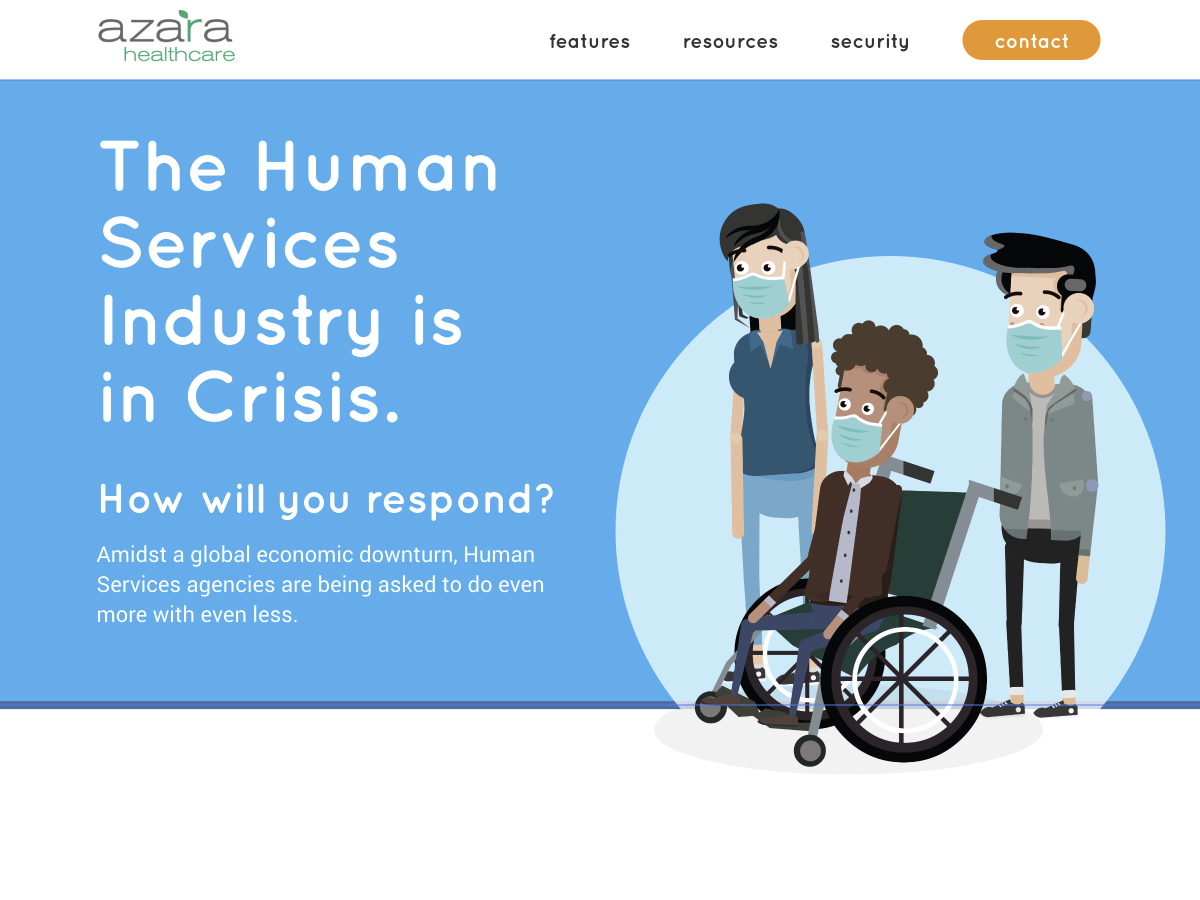 azara
healthcare
features
resources
security
contact
The Human
Services
Industry is
in Crisis.
How will you respond?
Amidst a global economic downturn, Human
Services agencies are being asked to do even
more with even less.